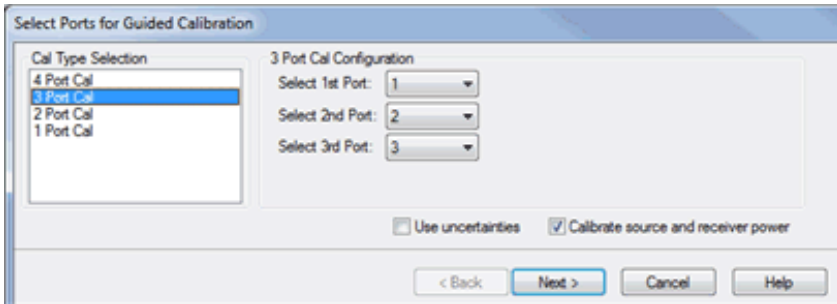 Select Ports for Guided Calibration
Cal Type Selection
4 Port Cal
3 Port Cal
2 Port Cal
1 Port Cal
3 Port Cal Configuration
Select 1st Port: 1
Select 2nd Port: 2
Select 3rd Port: 3
Use uncertainties Calibrate source and receiver power
< Back Next > Cancel Help